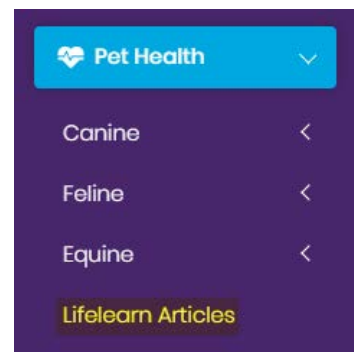 Pet Health
Canine
Feline
Equine
Lifelearn Articles